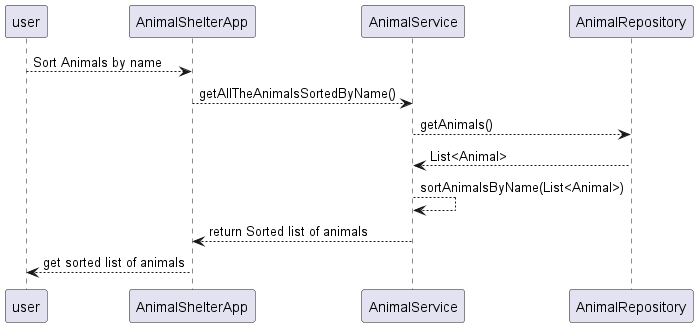 user
AnimalShelterApp
AnimalService
AnimalRepository
Sort Animals by name
getAllTheAnimalsSortedByName()
getAnimals()
List<Animal>
sortAnimalsByName(List<Animal>)
return Sorted list of animals
get sorted list of animals
user
AnimalShelterApp
AnimalService
AnimalRepository